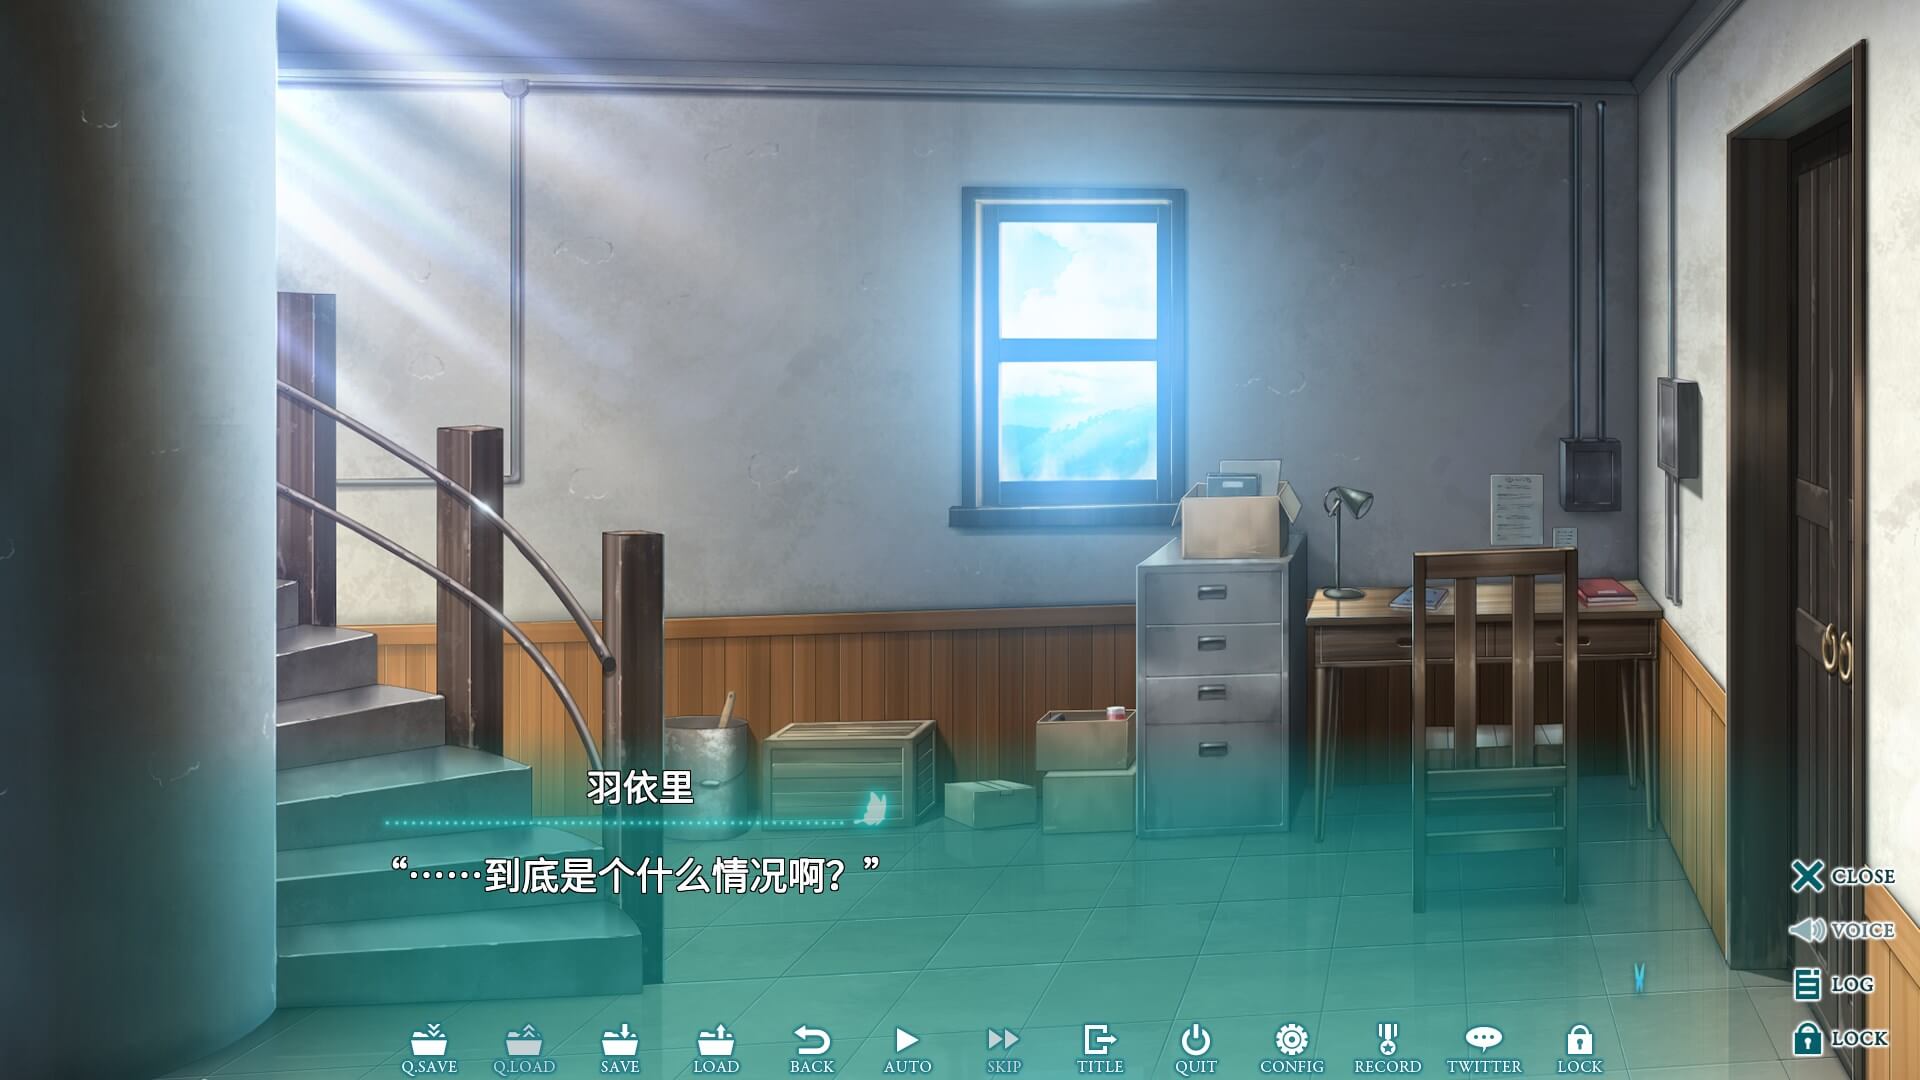 羽依里
“……到底是个什么情况啊？”
CLOSE
VOICE
LOG
LOCK
Q.SAVE
Q.LOAD
SAVE
LOAD
BACK
AUTO
SKIP
TITLE
QUIT
CONFIG
RECORD
TWITTER
LOCK